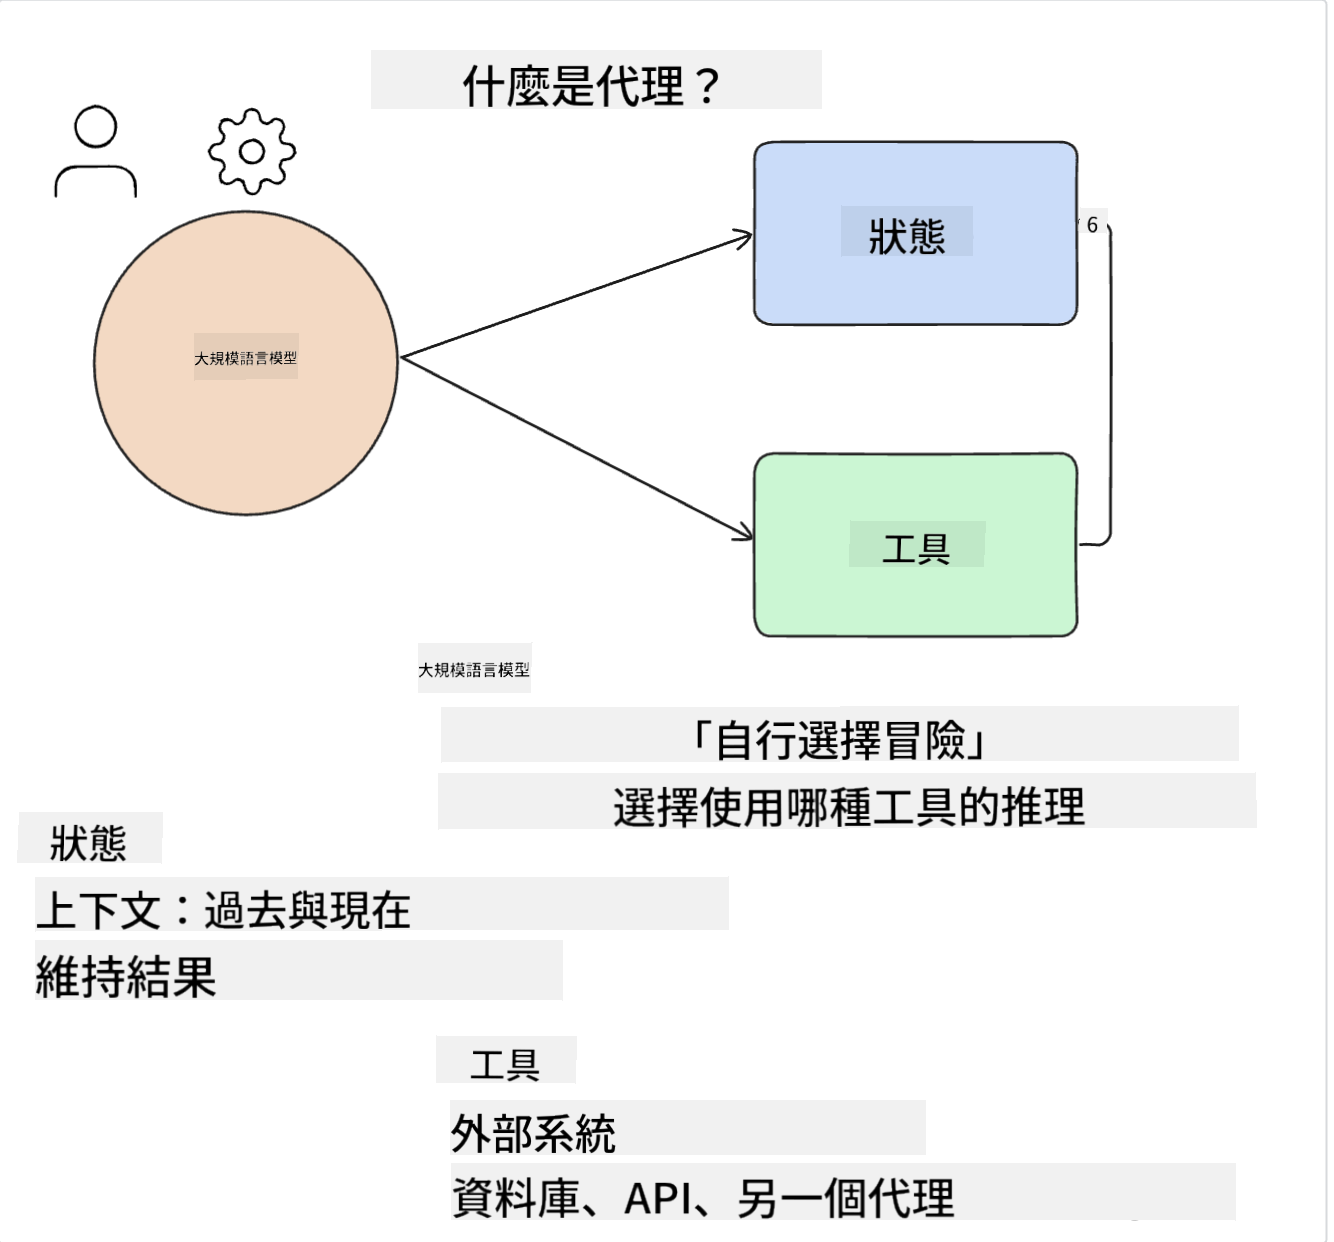 什麼是代理？
狀態
6
大規模語言模型
工具
大規模語言模型
「自行選擇冒險」
選擇使用哪種工具的推理
狀態
上下文：過去與現在
維持結果
工具
外部系統
資料庫、API、另一個代理